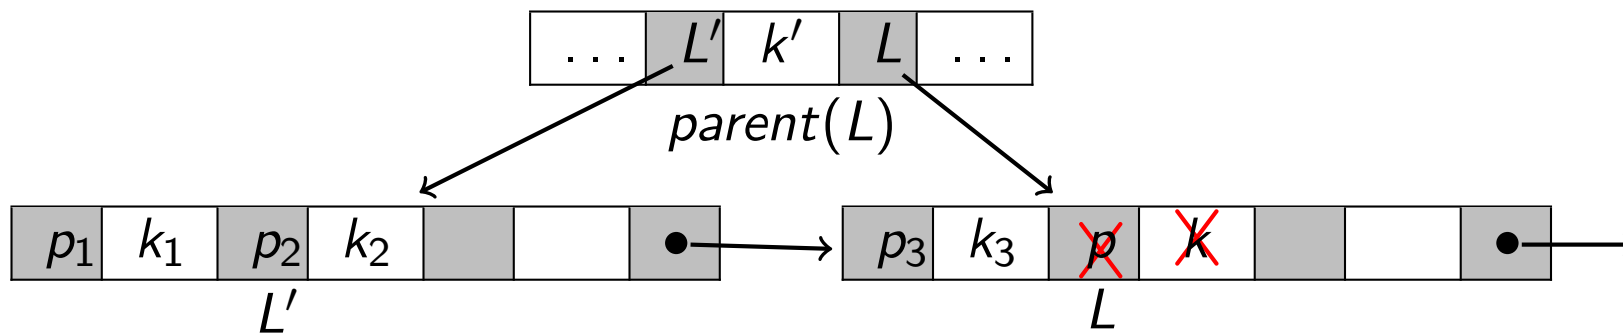 ... L′ k′ L ...
parent(L)
p₁ k₁ p₂ k₂ p₃ k₃ p k
L′ L